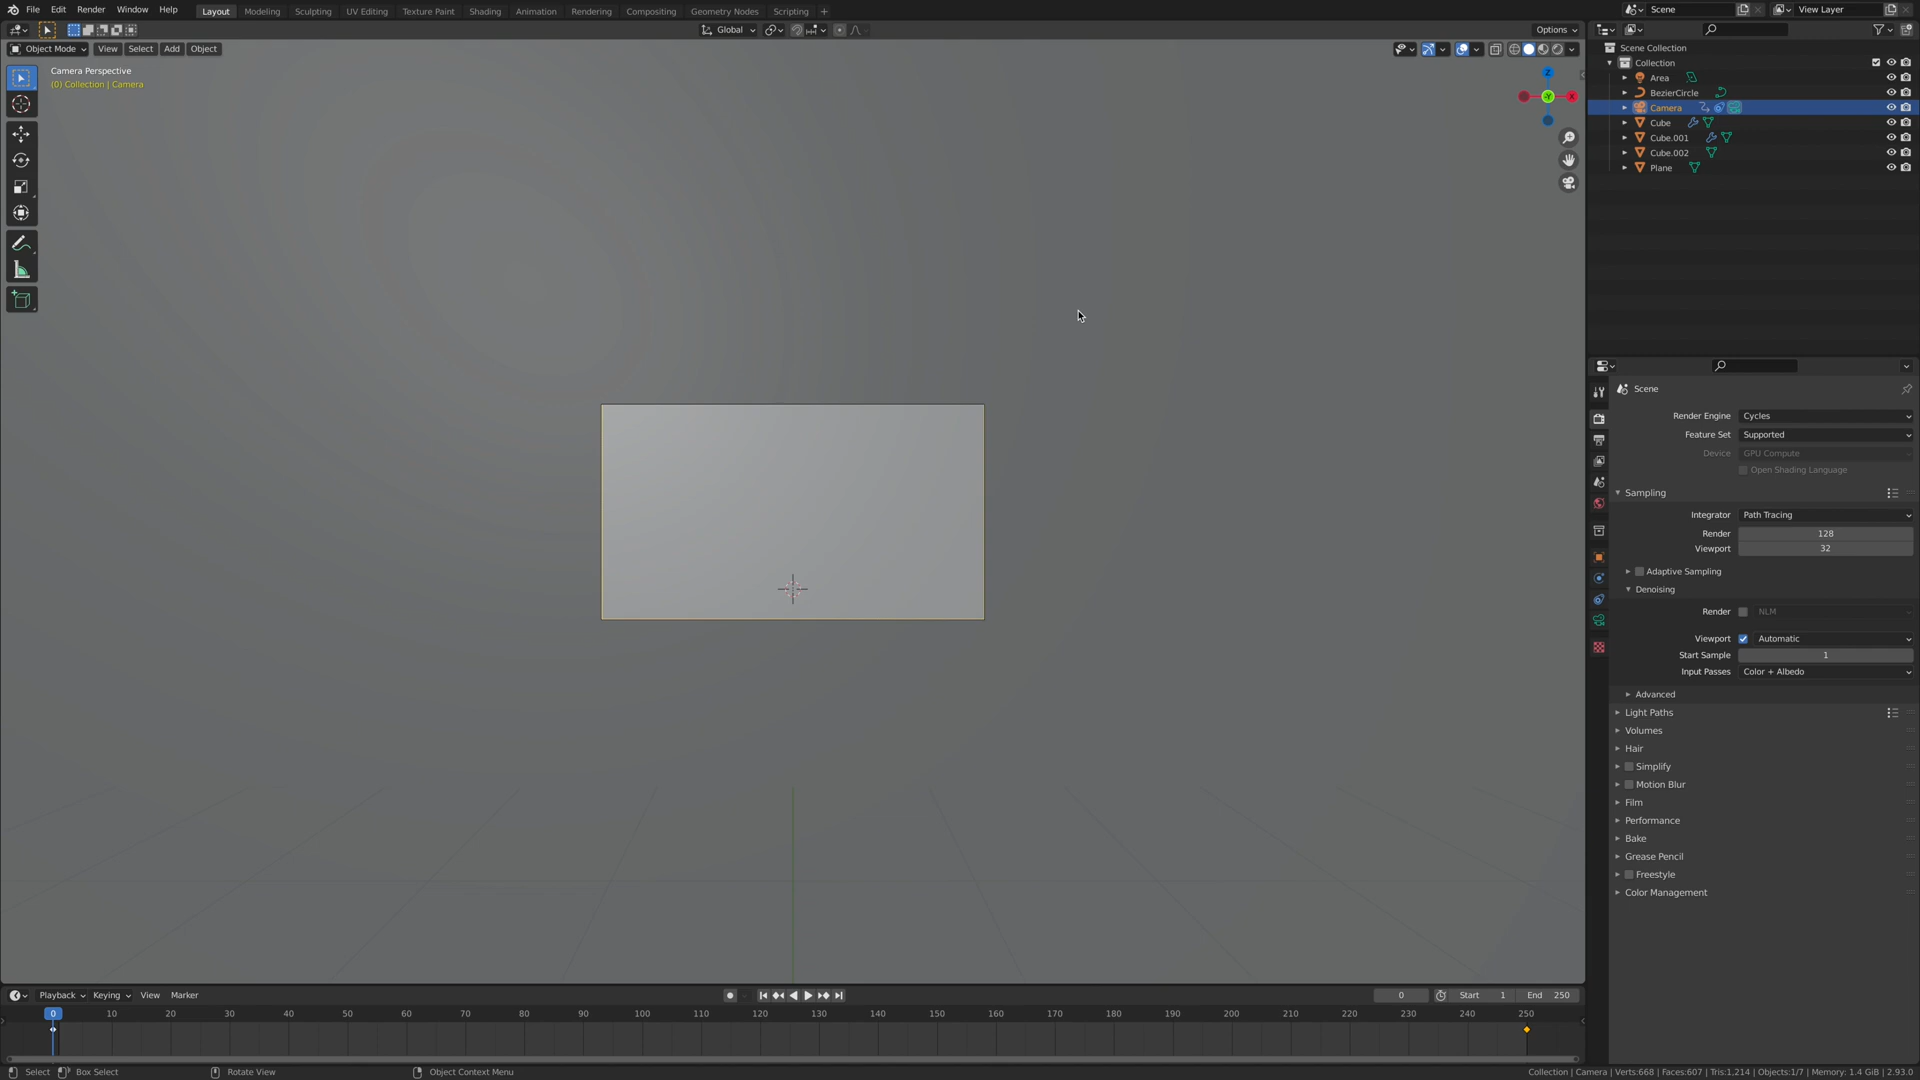 File Edit Render Window Help Layout Modeling Sculpting UV Editing Texture Paint Shading Animation Rendering Compositing Geometry Nodes Scripting + Scene View Layer
Global Options
Object Mode View Select Add Object
Camera Perspective
(0) Collection | Camera
Z
Y
X
Scene Collection
Collection
Area
BezierCircle
Camera
Cube
Cube.001
Cube.002
Plane
Scene
Render Engine Cycles
Feature Set Supported
Device GPU Compute
Open Shading Language
Sampling
Integrator Path Tracing
Render 128
Viewport 32
Adaptive Sampling
Denoising
Render NLM
Viewport Automatic
Start Sample 1
Input Passes Color + Albedo
Advanced
Light Paths
Volumes
Hair
Simplify
Motion Blur
Film
Performance
Bake
Grease Pencil
Freestyle
Color Management
Playback Keying View Marker 0 Start 1 End 250
0 10 20 30 40 50 60 70 80 90 100 110 120 130 140 150 160 170 180 190 200 210 220 230 240 250
Select Box Select Rotate View Object Context Menu Collection | Camera | Verts:668 | Faces:607 | Tris:1,214 | Objects:1/7 | Memory: 1.4 GiB | 2.93.0